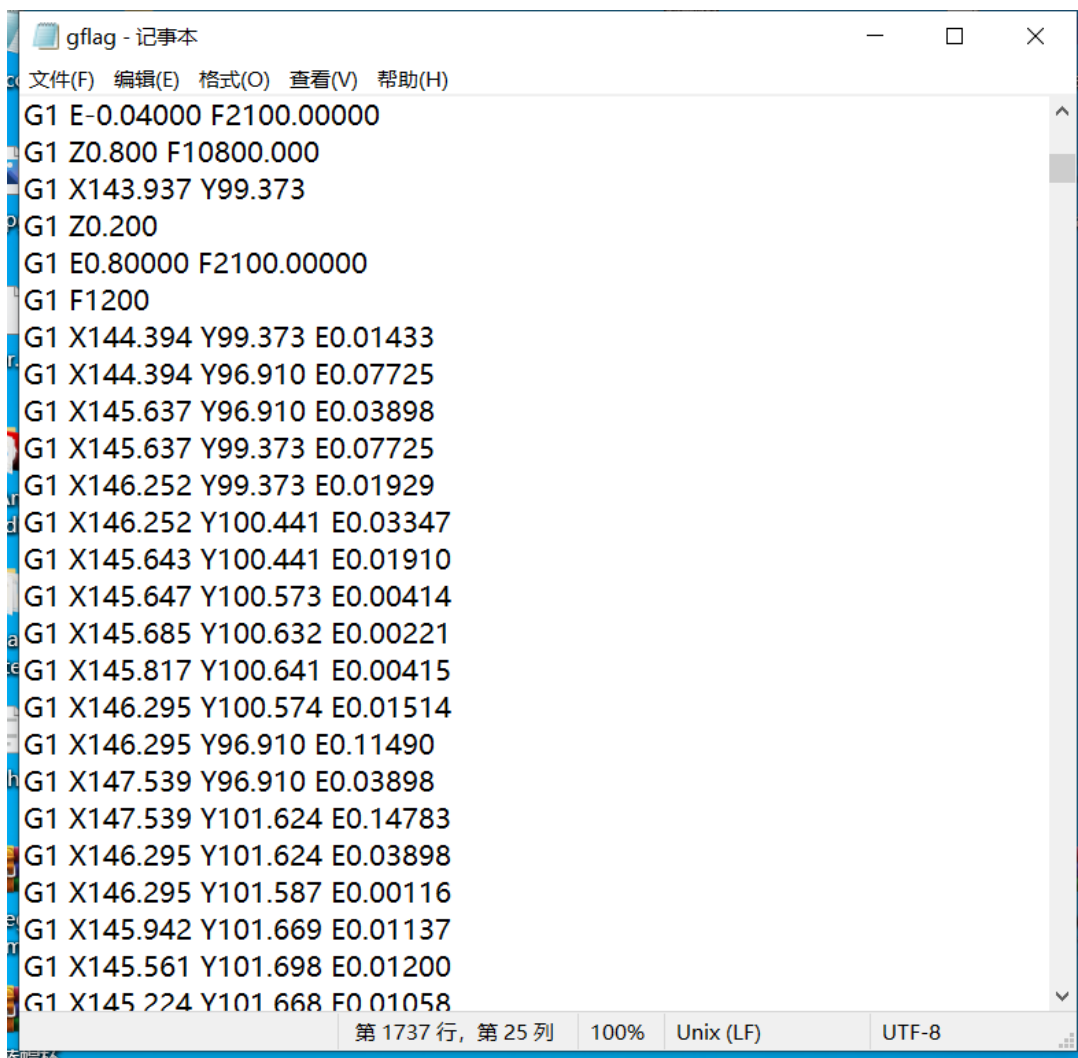 gflag - 记事本
文件(F) 编辑(E) 格式(O) 查看(V) 帮助(H)
G1 E-0.04000 F2100.00000
G1 Z0.800 F10800.000
G1 X143.937 Y99.373
G1 Z0.200
G1 E0.80000 F2100.00000
G1 F1200
G1 X144.394 Y99.373 E0.01433
G1 X144.394 Y96.910 E0.07725
G1 X145.637 Y96.910 E0.03898
G1 X145.637 Y99.373 E0.07725
G1 X146.252 Y99.373 E0.01929
G1 X146.252 Y100.441 E0.03347
G1 X145.643 Y100.441 E0.01910
G1 X145.647 Y100.573 E0.00414
G1 X145.685 Y100.632 E0.00221
G1 X145.817 Y100.641 E0.00415
G1 X146.295 Y100.574 E0.01514
G1 X146.295 Y96.910 E0.11490
G1 X147.539 Y96.910 E0.03898
G1 X147.539 Y101.624 E0.14783
G1 X146.295 Y101.624 E0.03898
G1 X146.295 Y101.587 E0.00116
G1 X145.942 Y101.669 E0.01137
G1 X145.561 Y101.698 E0.01200
G1 X145.224 Y101.668 E0.01058
第 1737 行，第 25 列 100% Unix (LF) UTF-8